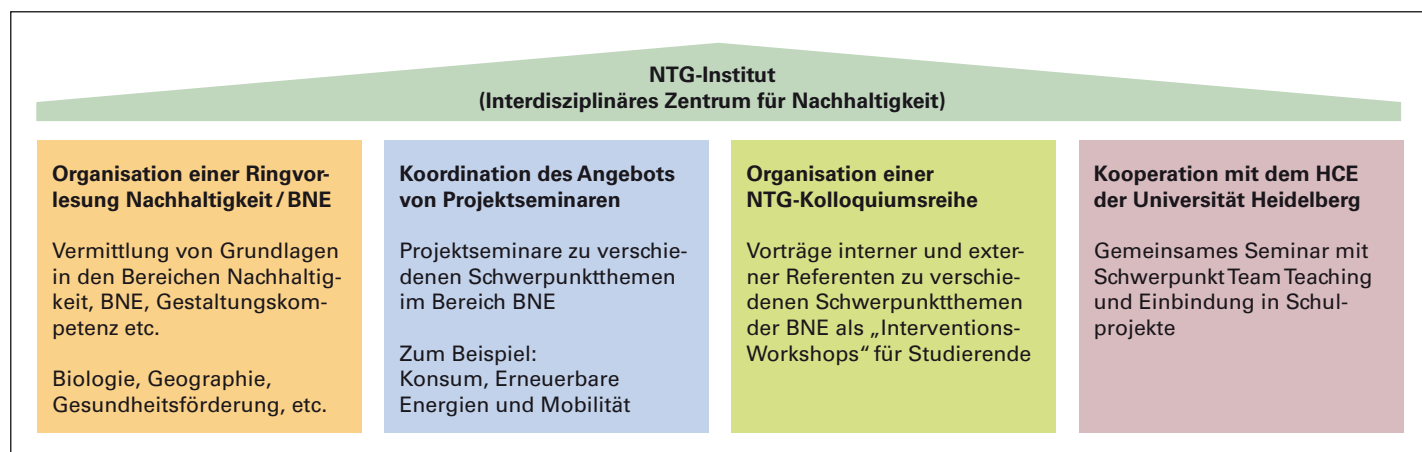 NTG-Institut
(Interdisziplinäres Zentrum für Nachhaltigkeit)
Organisation einer Ringvor-
lesung Nachhaltigkeit / BNE
Vermittlung von Grundlagen
in den Bereichen Nachhaltig-
keit, BNE, Gestaltungskom-
petenz etc.
Biologie, Geographie,
Gesundheitsförderung, etc.
Koordination des Angebots
von Projektseminaren
Projektseminare zu verschie-
denen Schwerpunktthemen
im Bereich BNE
Zum Beispiel:
Konsum, Erneuerbare
Energien und Mobilität
Organisation einer
NTG-Kolloquiumsreihe
Vorträge interner und exter-
ner Referenten zu verschie-
denen Schwerpunktthemen
der BNE als „Interventions-
Workshops“ für Studierende
Kooperation mit dem HCE
der Universität Heidelberg
Gemeinsames Seminar mit
Schwerpunkt Team Teaching
und Einbindung in Schul-
projekte